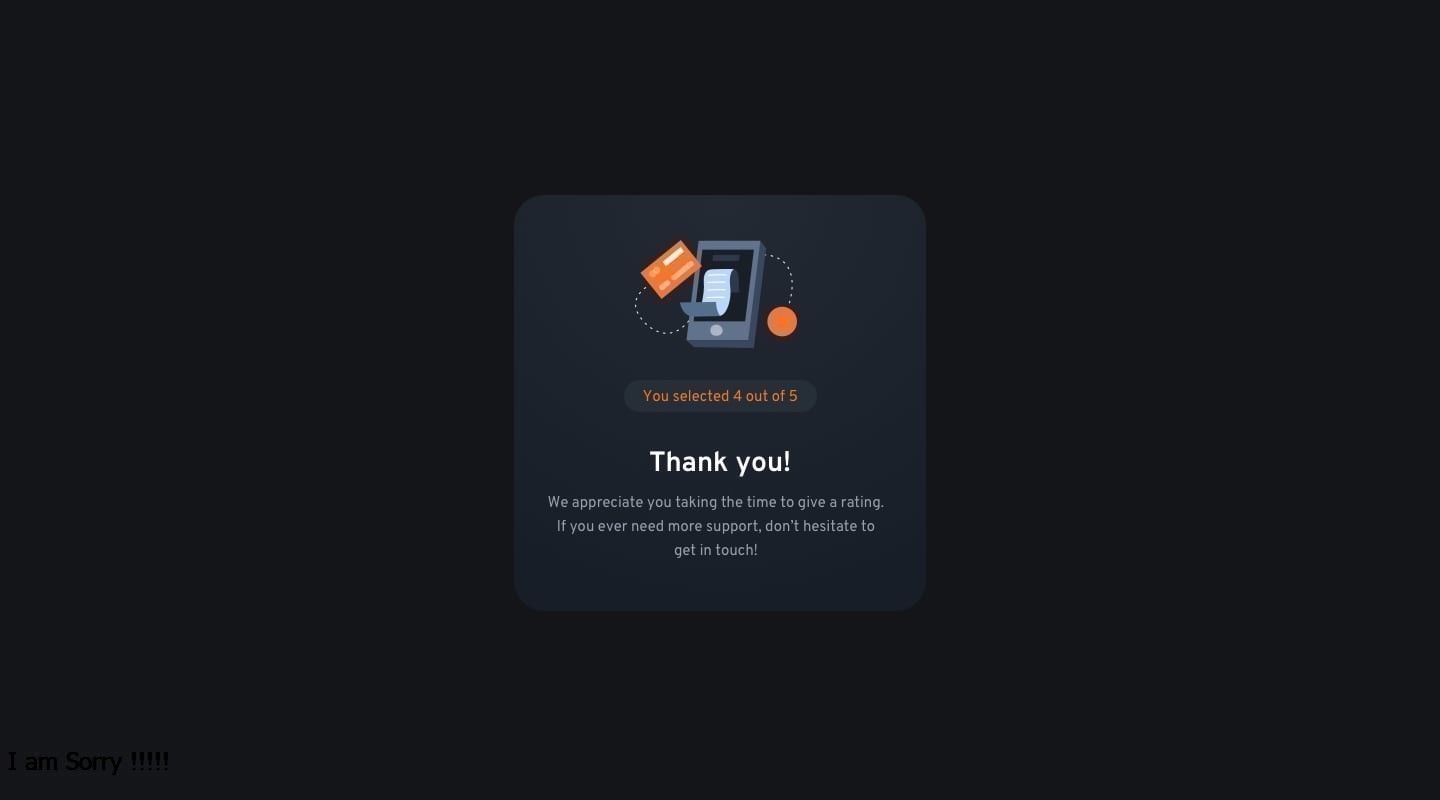 You selected 4 out of 5
Thank you!
We appreciate you taking the time to give a rating.
If you ever need more support, don’t hesitate to
get in touch!
I am Sorry !!!!!